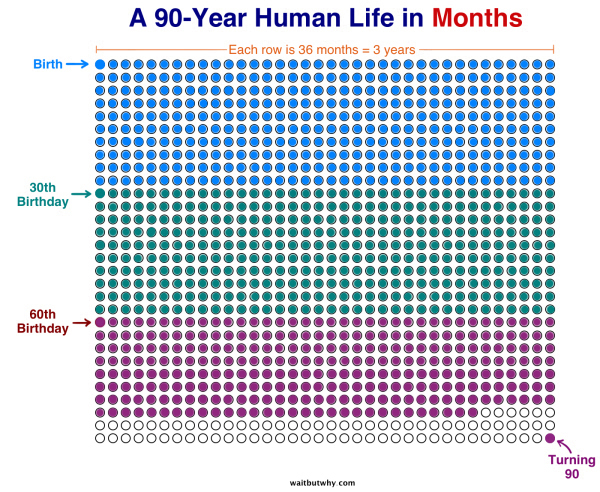 A 90-Year Human Life in Months
Each row is 36 months = 3 years
Birth
30th
Birthday
60th
Birthday
Turning
90
waitbutwhy.com